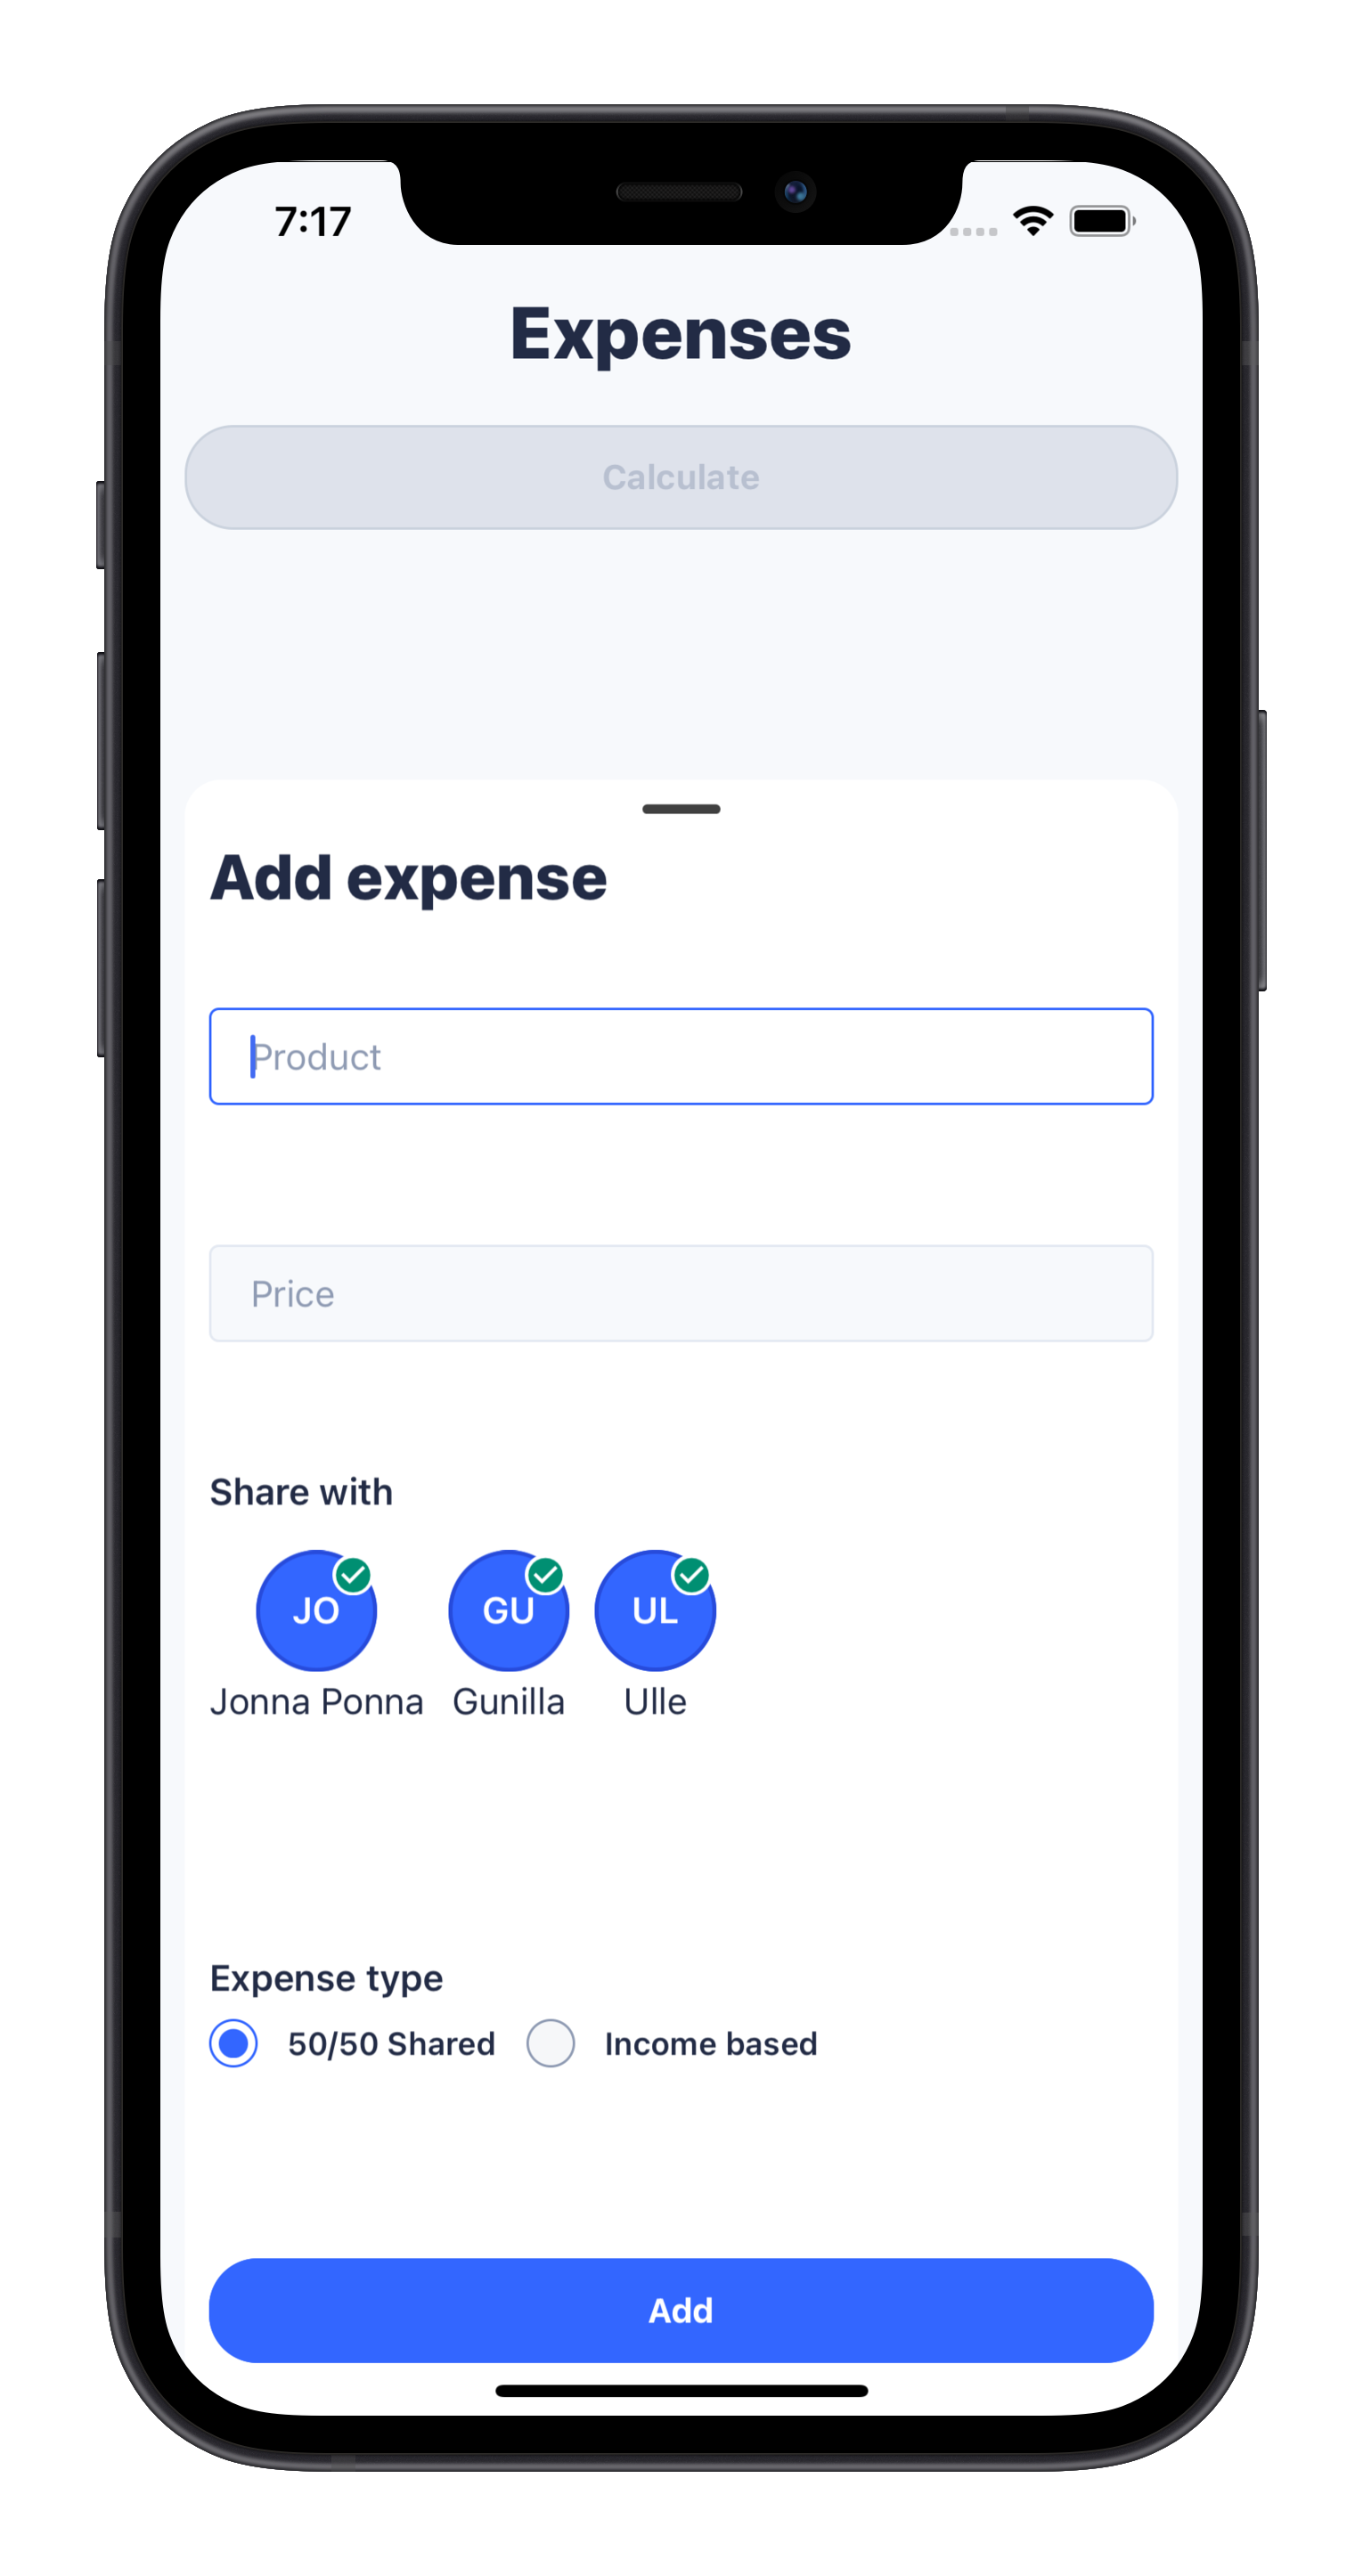 7:17
Expenses
Calculate
Add expense
Product
Price
Share with
JO GU UL
Jonna Ponna Gunilla Ulle
Expense type
50/50 Shared Income based
Add